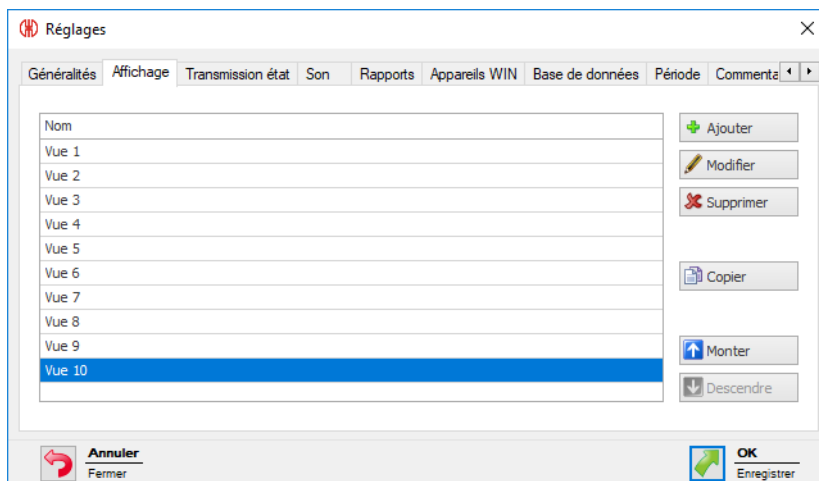 Réglages
Généralités Affichage Transmission état Son Rapports Appareils WIN Base de données Période Commenta
Nom
Vue 1
Vue 2
Vue 3
Vue 4
Vue 5
Vue 6
Vue 7
Vue 8
Vue 9
Vue 10
Ajouter
Modifier
Supprimer
Copier
Monter
Descendre
Annuler
Fermer
OK
Enregistrer